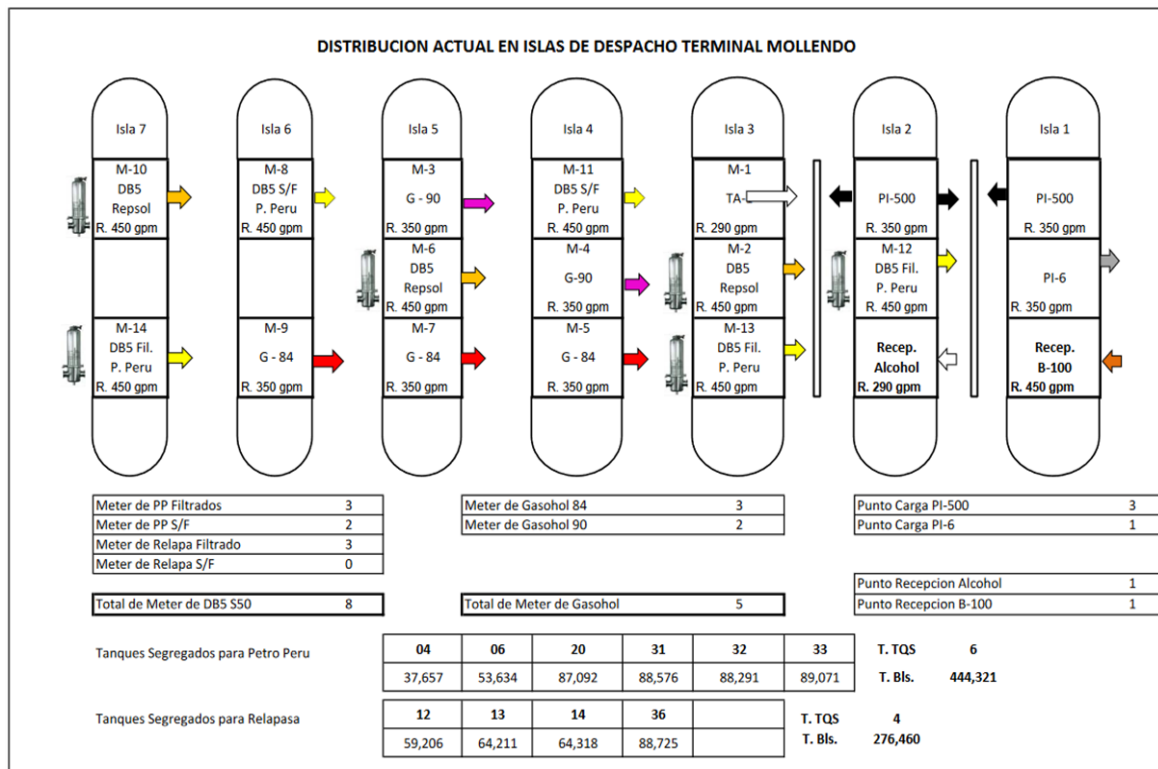 DISTRIBUCION ACTUAL EN ISLAS DE DESPACHO TERMINAL MOLLENDO
Isla 7
M-10
DB5
Repsol
R. 450 gpm
M-14
DB5 Fil.
P. Peru
R. 450 gpm
Isla 6
M-8
DB5 S/F
P. Peru
R. 450 gpm
M-9
G - 84
R. 350 gpm
Isla 5
M-3
G - 90
R. 350 gpm
M-6
DB5
Repsol
R. 450 gpm
M-7
G - 84
R. 350 gpm
Isla 4
M-11
DB5 S/F
P. Peru
R. 450 gpm
M-4
G-90
R. 350 gpm
M-5
G - 84
R. 350 gpm
Isla 3
M-1
R. 290 gpm
M-2
DB5
Repsol
R. 450 gpm
M-13
DB5 Fil.
P. Peru
R. 450 gpm
Isla 2
PI-500
R. 350 gpm
M-12
DB5 Fil.
P. Peru
R. 450 gpm
Recep.
Alcohol
R. 290 gpm
Isla 1
PI-500
R. 350 gpm
PI-6
R. 350 gpm
Recep.
B-100
R. 450 gpm
Meter de PP Filtrados 3
Meter de PP S/F 2
Meter de Relapa Filtrado 3
Meter de Relapa S/F 0
Total de Meter de DB5 S50 8
Meter de Gasohol 84 3
Meter de Gasohol 90 2
Total de Meter de Gasohol 5
Punto Carga PI-500 3
Punto Carga PI-6 1
Punto Recepcion Alcohol 1
Punto Recepcion B-100 1
Tanques Segregados para Petro Peru 04 06 20 31 32 33 T. TQS 6
37,657 53,634 87,092 88,576 88,291 89,071 T. Bls. 444,321
Tanques Segregados para Relapasa 12 13 14 36 T. TQS 4
59,206 64,211 64,318 88,725 T. Bls. 276,460